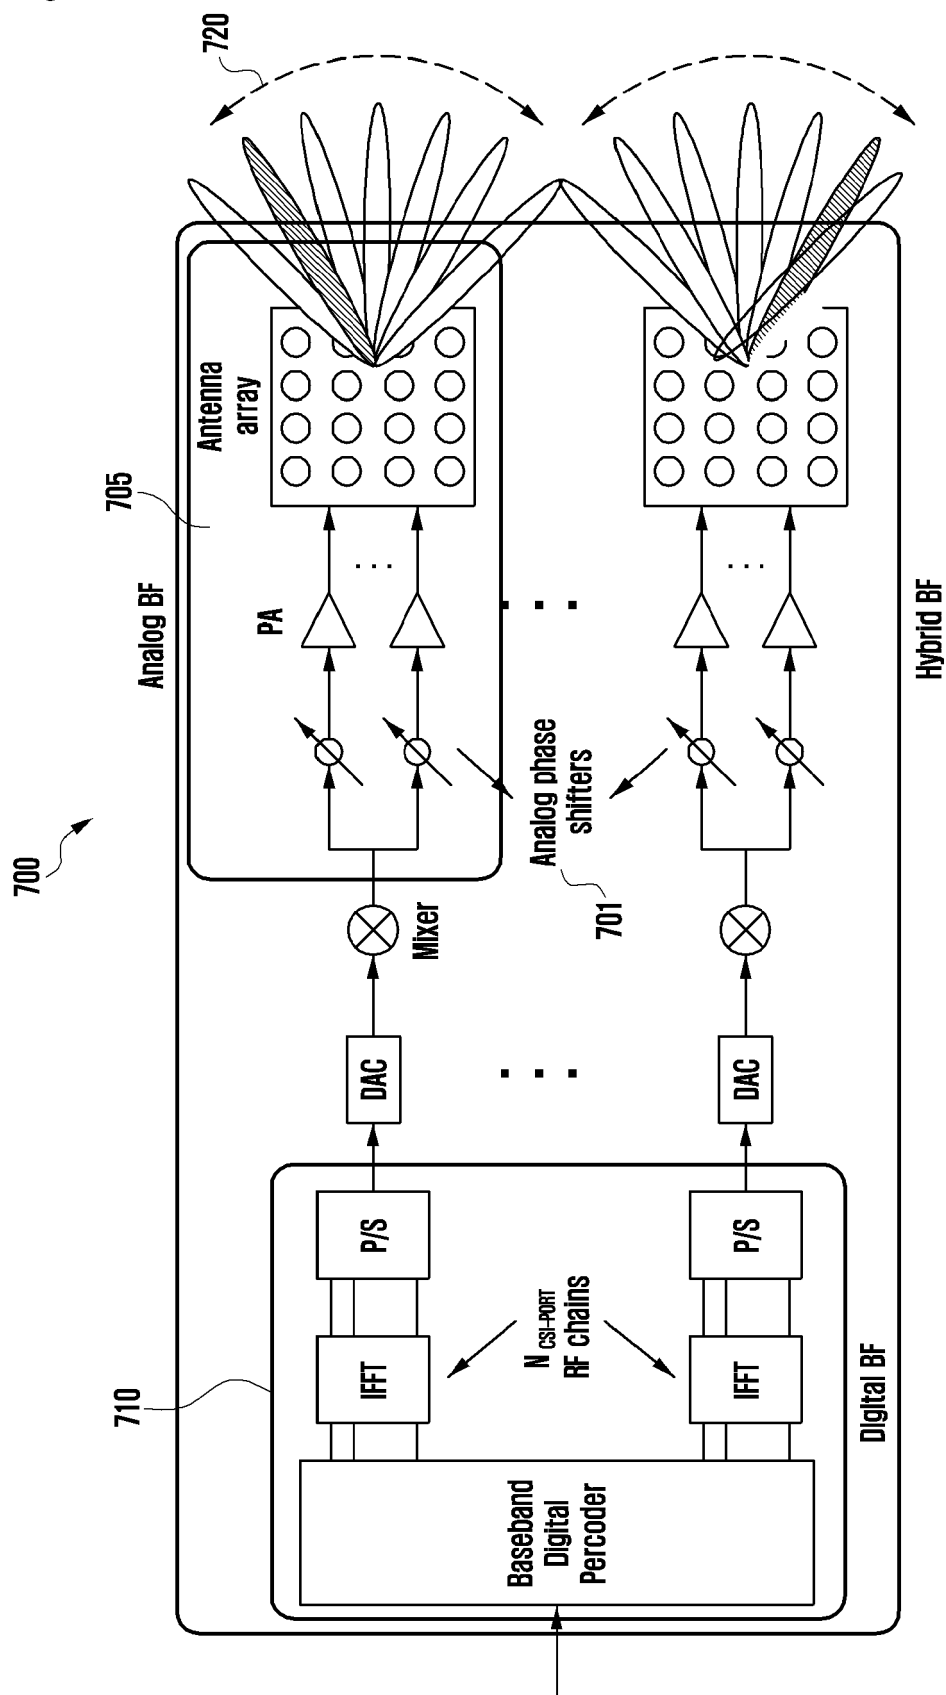 700
720
Analog BF
705
Antenna
array
PA
Mixer
Analog phase
shifters
701
DAC
DAC
710
P/S
IFFT
N CSI-PORT
RF chains
P/S
IFFT
Baseband
Digital
Percoder
Digital BF
Hybrid BF